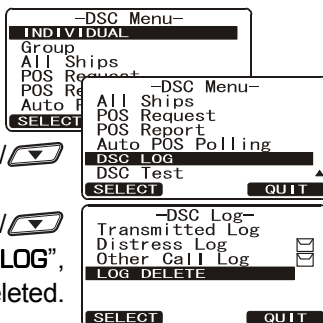 -DSC Menu-
INDIVIDUAL
Group
All Ships
POS Request
POS
Auto
SELECT
-DSC Menu-
All Ships
POS Request
POS Report
Auto POS Polling
DSC LOG
DSC Test
SELECT QUIT
/
/
LOG”,
eleted.
-DSC Log-
Transmitted Log
Distress Log
Other Call Log
LOG DELETE
SELECT QUIT